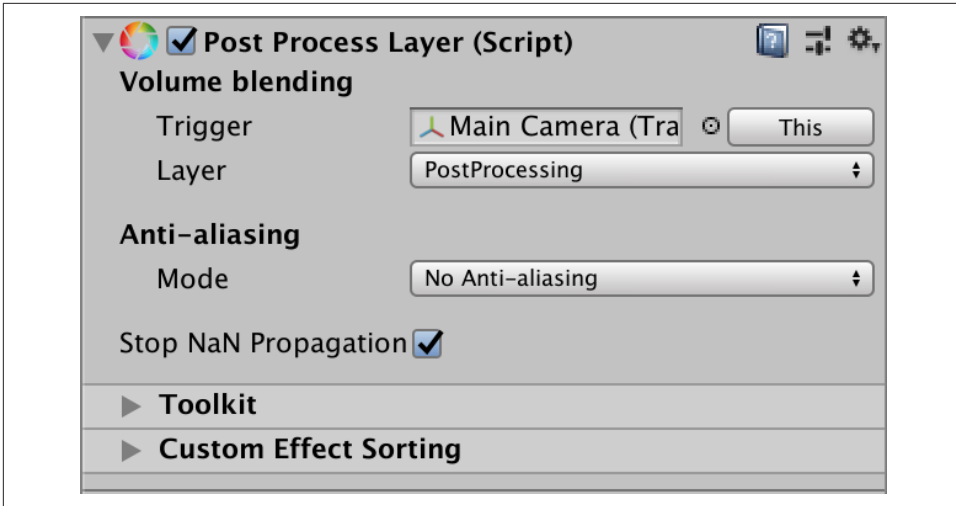 Post Process Layer (Script)
Volume blending
Trigger Main Camera (Tra This
Layer PostProcessing
Anti-aliasing
Mode No Anti-aliasing
Stop NaN Propagation
Toolkit
Custom Effect Sorting